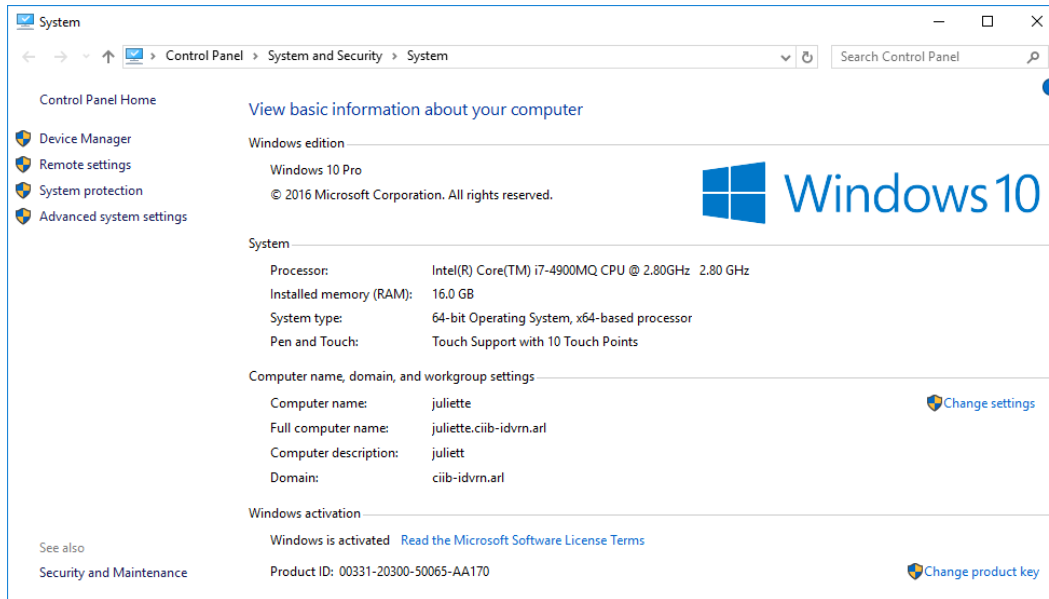 System
Control Panel > System and Security > System
Search Control Panel
Control Panel Home
Device Manager
Remote settings
System protection
Advanced system settings
See also
Security and Maintenance
View basic information about your computer
Windows edition
Windows 10 Pro
© 2016 Microsoft Corporation. All rights reserved.
Windows 10
System
Processor: Intel(R) Core(TM) i7-4900MQ CPU @ 2.80GHz 2.80 GHz
Installed memory (RAM): 16.0 GB
System type: 64-bit Operating System, x64-based processor
Pen and Touch: Touch Support with 10 Touch Points
Computer name, domain, and workgroup settings
Computer name: juliette
Change settings
Full computer name: juliette.ciib-idvrn.arl
Computer description: juliett
Domain: ciib-idvrn.arl
Windows activation
Windows is activated Read the Microsoft Software License Terms
Product ID: 00331-20300-50065-AA170
Change product key